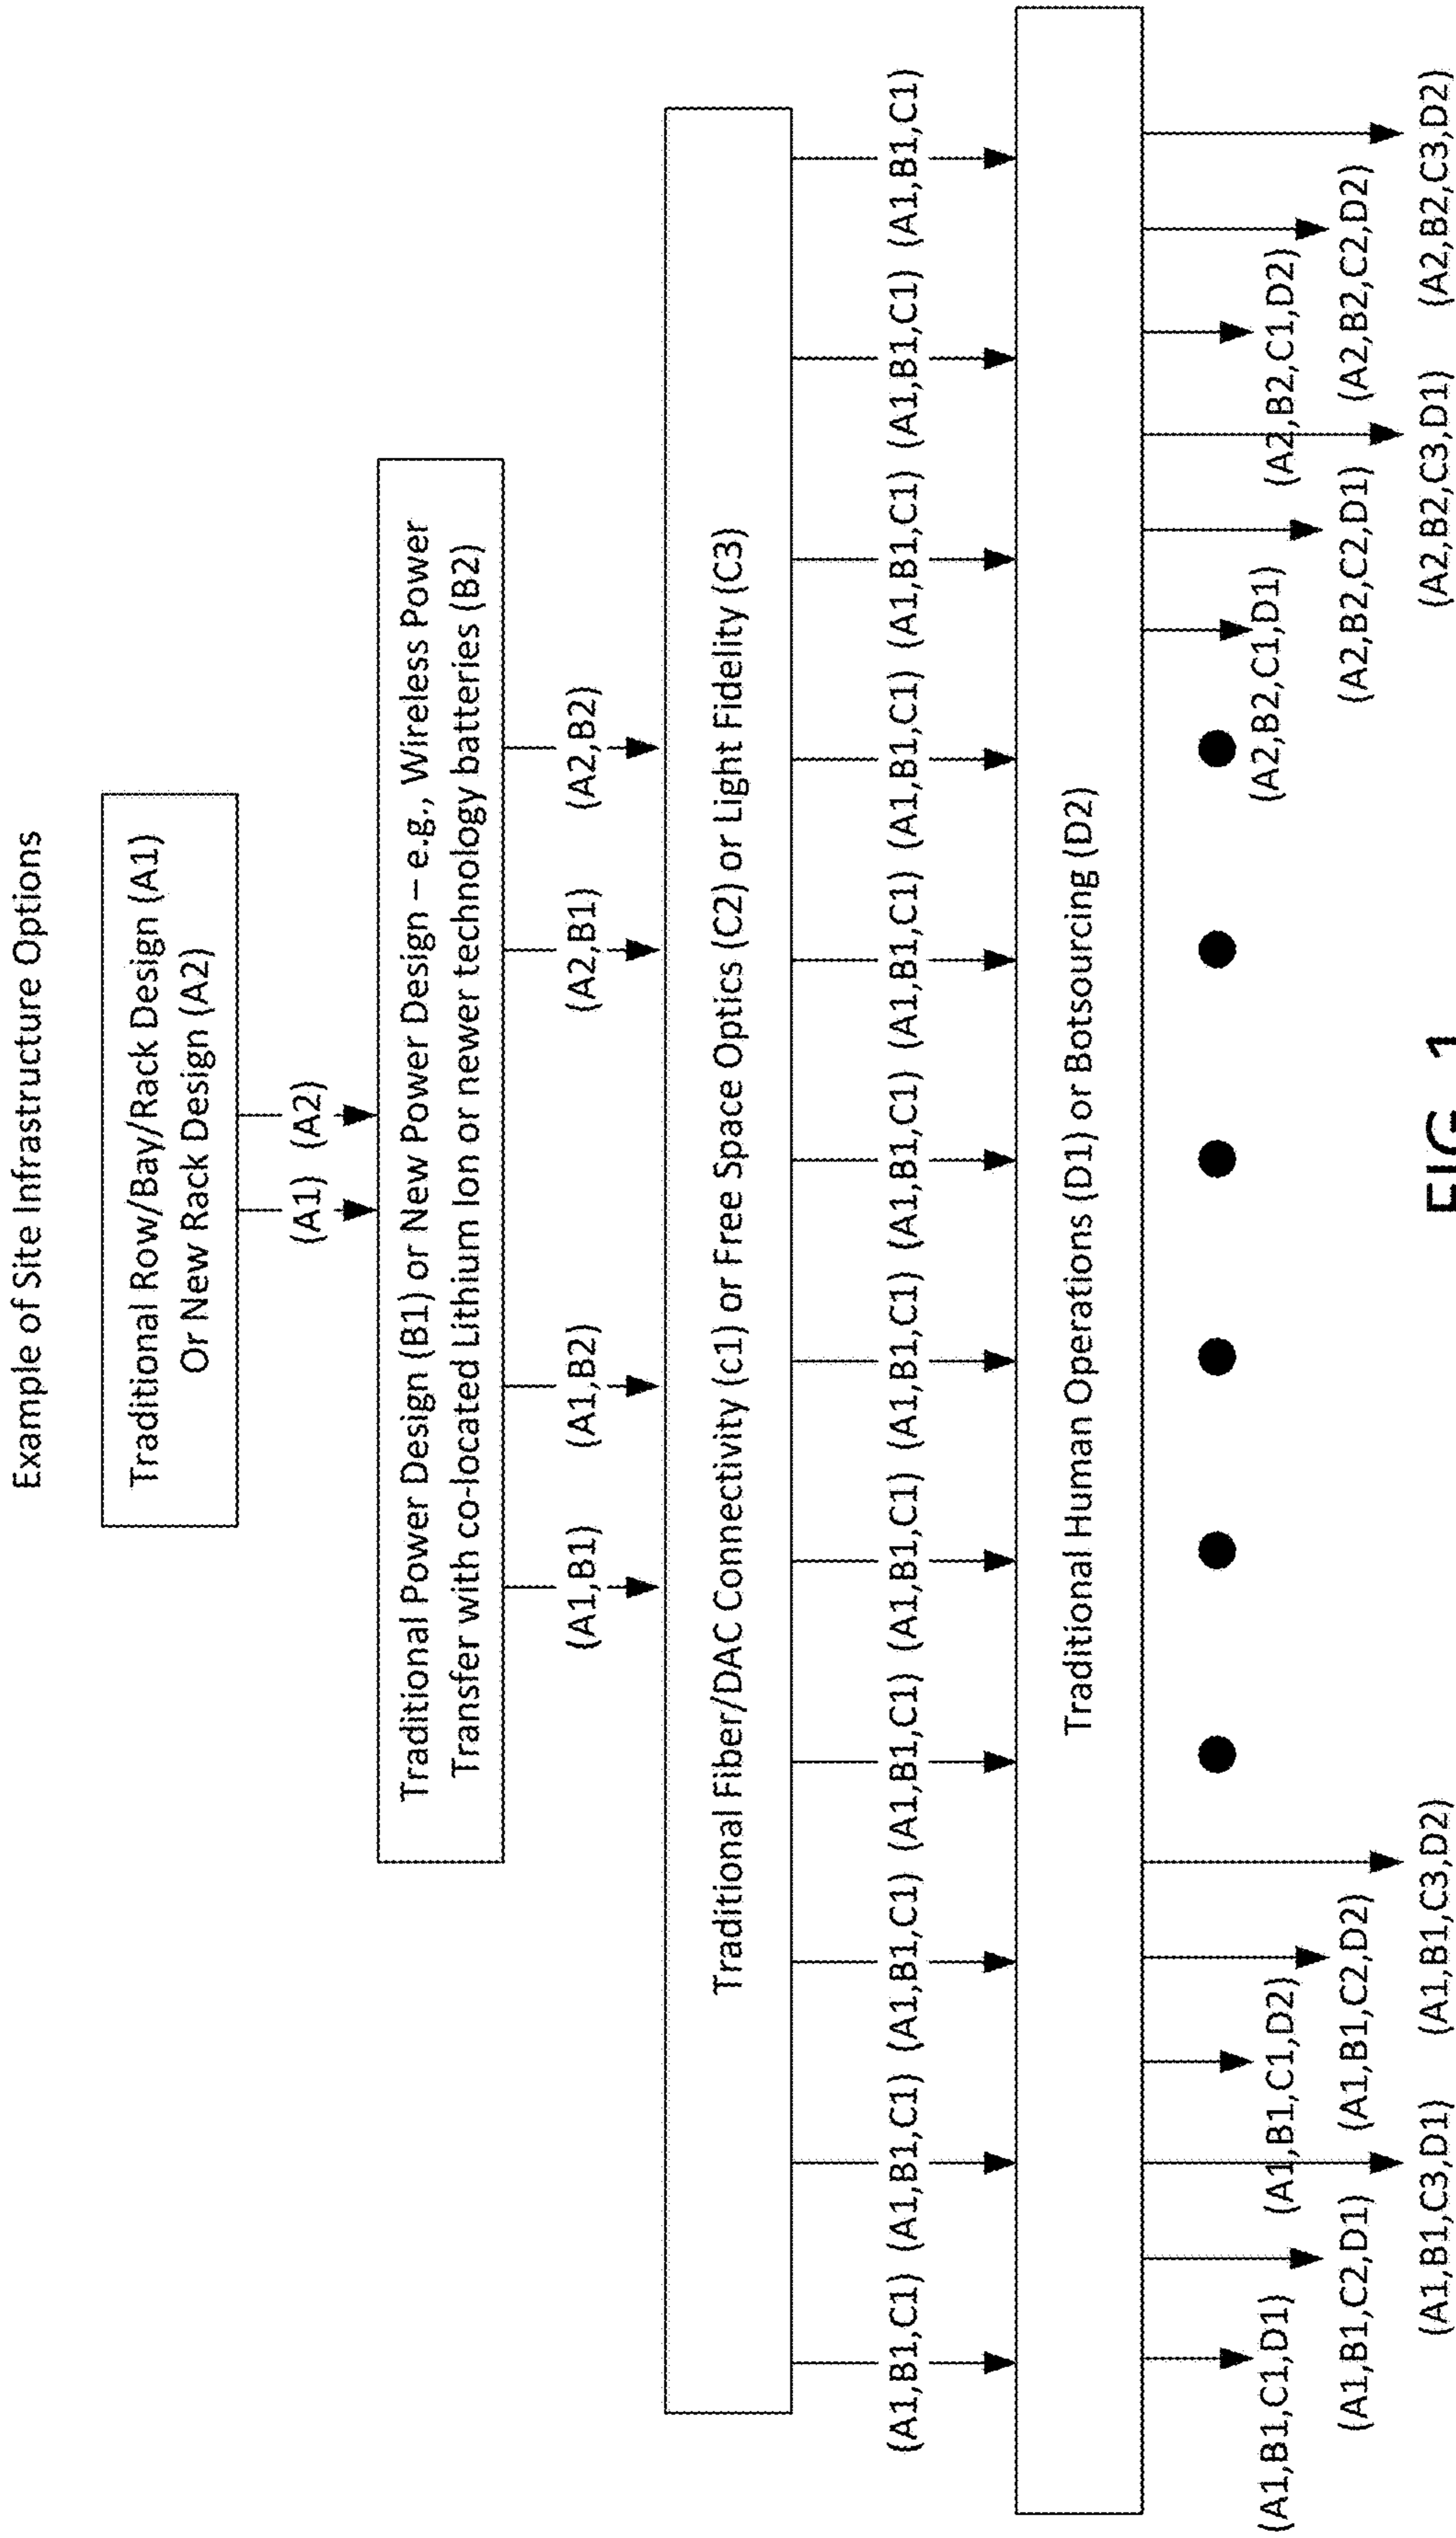 Example of Site Infrastructure Options
Traditional Row/Bay/Rack Design (A1)
Or New Rack Design (A2)
(A1) (A2)
Traditional Power Design (B1) or New Power Design – e.g., Wireless Power
Transfer with co-located Lithium Ion or newer technology batteries (B2)
(A1,B1) (A1,B2) (A2,B1) (A2,B2)
Traditional Fiber/DAC Connectivity (c1) or Free Space Optics (C2) or Light Fidelity (C3)
(A1,B1,C1) (A1,B1,C1) (A1,B1,C1) (A1,B1,C1) (A1,B1,C1) (A1,B1,C1) (A1,B1,C1) (A1,B1,C1) (A1,B1,C1) (A1,B1,C1) (A1,B1,C1) (A1,B1,C1)
Traditional Human Operations (D1) or Botsourcing (D2)
(A1,B1,C1,D1) (A1,B1,C1,D2) (A2,B2,C1,D1) (A2,B2,C1,D2)
(A1,B1,C2,D1) (A1,B1,C2,D2) (A2,B2,C2,D1) (A2,B2,C2,D2)
(A1,B1,C3,D1) (A1,B1,C3,D2) (A2,B2,C3,D1) (A2,B2,C3,D2)
FIG. 1